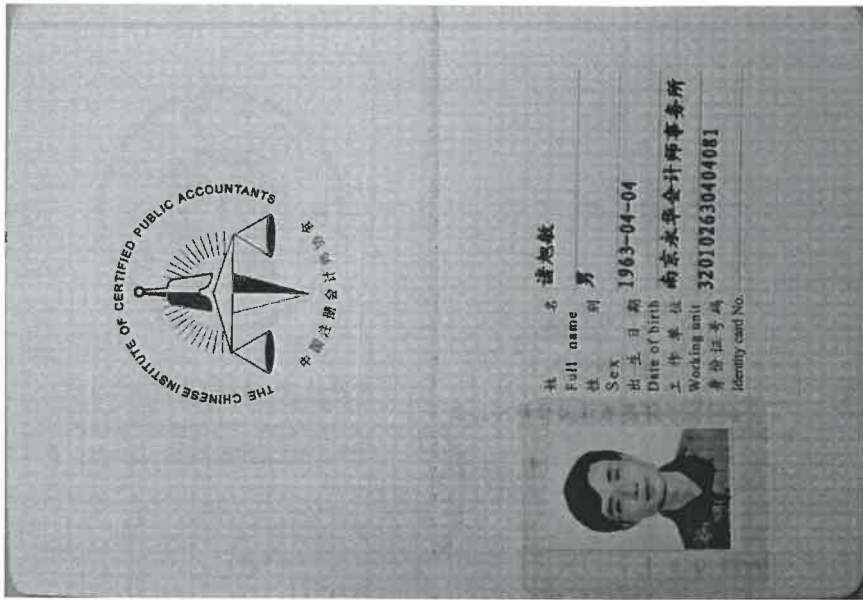 THE CHINESE INSTITUTE OF CERTIFIED PUBLIC ACCOUNTANTS
中国注册会计师协会
姓 名 诸旭敏
Full name
性 别 男
Sex
出 生 日 期 1963-04-04
Date of birth
工 作 单 位 南京永华会计师事务所
Working unit
身 份 证 号 码 320102630404081
Identity card No.